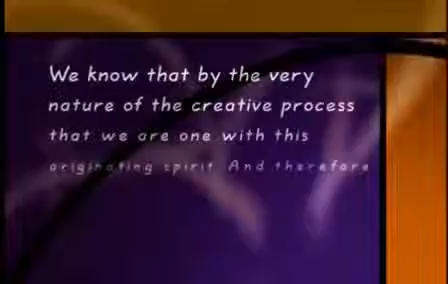 We know that by the very
nature of the creative process
that we are one with this
originating spirit. And therefore